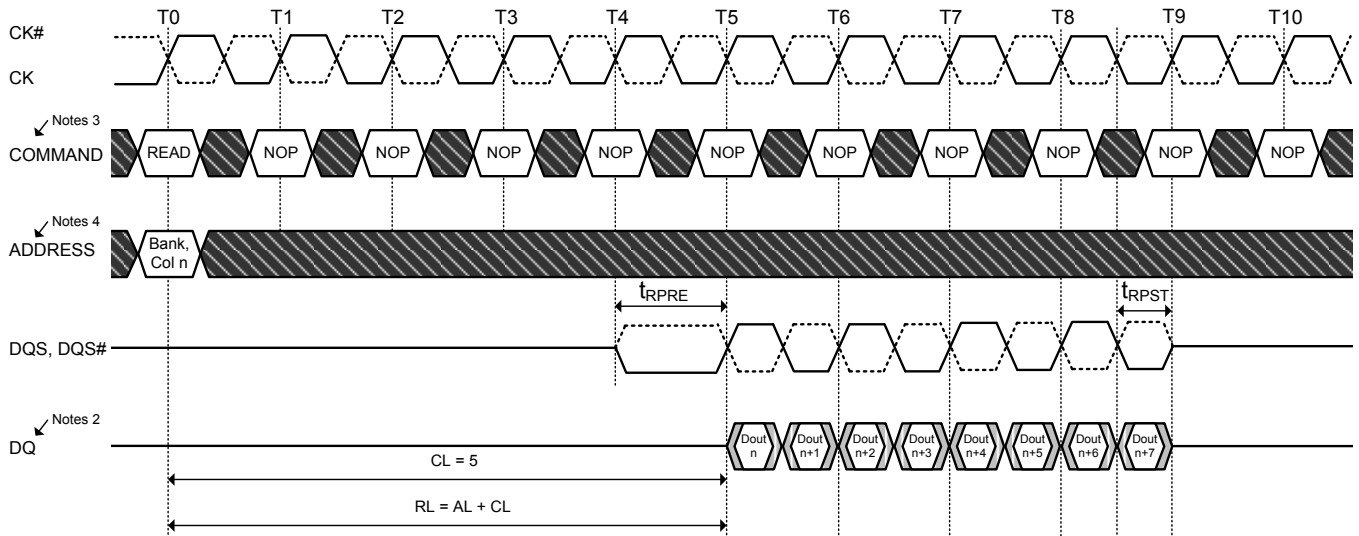 T0 T1 T2 T3 T4 T5 T6 T7 T8 T9 T10
CK#
CK
Notes 3
COMMAND READ NOP NOP NOP NOP NOP NOP NOP NOP NOP NOP
Notes 4
ADDRESS Bank,
Col n
tRPRE tRPST
DQS, DQS#
Notes 2
DQ
Dout n Dout n+1 Dout n+2 Dout n+3 Dout n+4 Dout n+5 Dout n+6 Dout n+7
CL = 5
RL = AL + CL